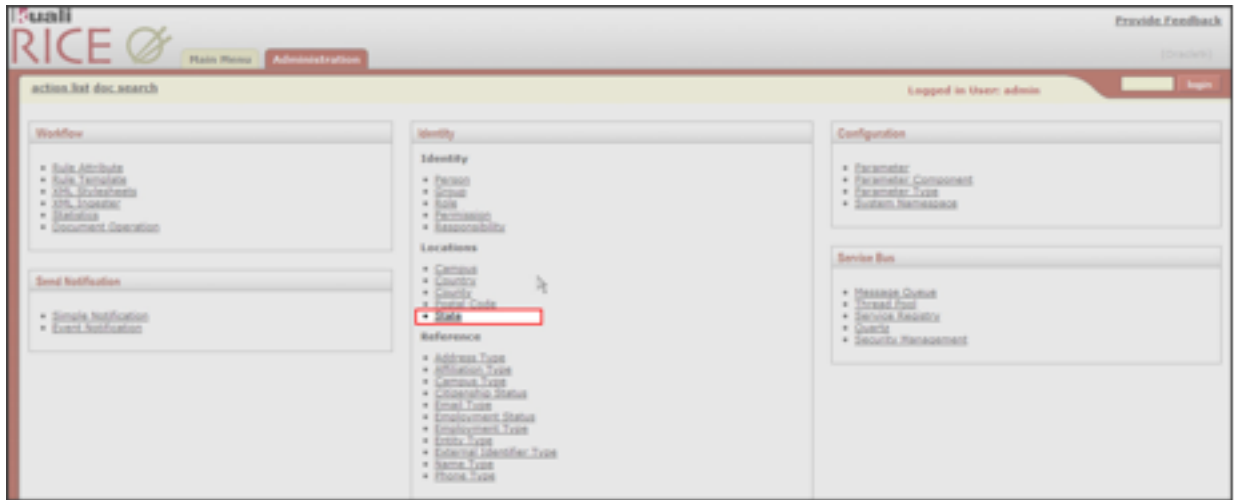 Kuali
RICE
Provide Feedback
Main Menu
Administration
action list doc search
Logged in User: admin
login
Workflow
Rule Attribute
Rule Template
XML Stylesheets
XML Ingester
Statistics
Document Operation
Send Notification
Simple Notification
Event Notification
Identity
Identity
Person
Group
Role
Permission
Responsibility
Locations
Campus
Country
County
Postal Code
State
Reference
Address Type
Affiliation Type
Campus Type
Citizenship Status
Email Type
Employment Status
Employment Type
Entity Type
External Identifier Type
Name Type
Phone Type
Configuration
Parameter
Parameter Component
Parameter Type
System Namespace
Service Bus
Message Queue
Thread Pool
Service Registry
Quartz
Security Management